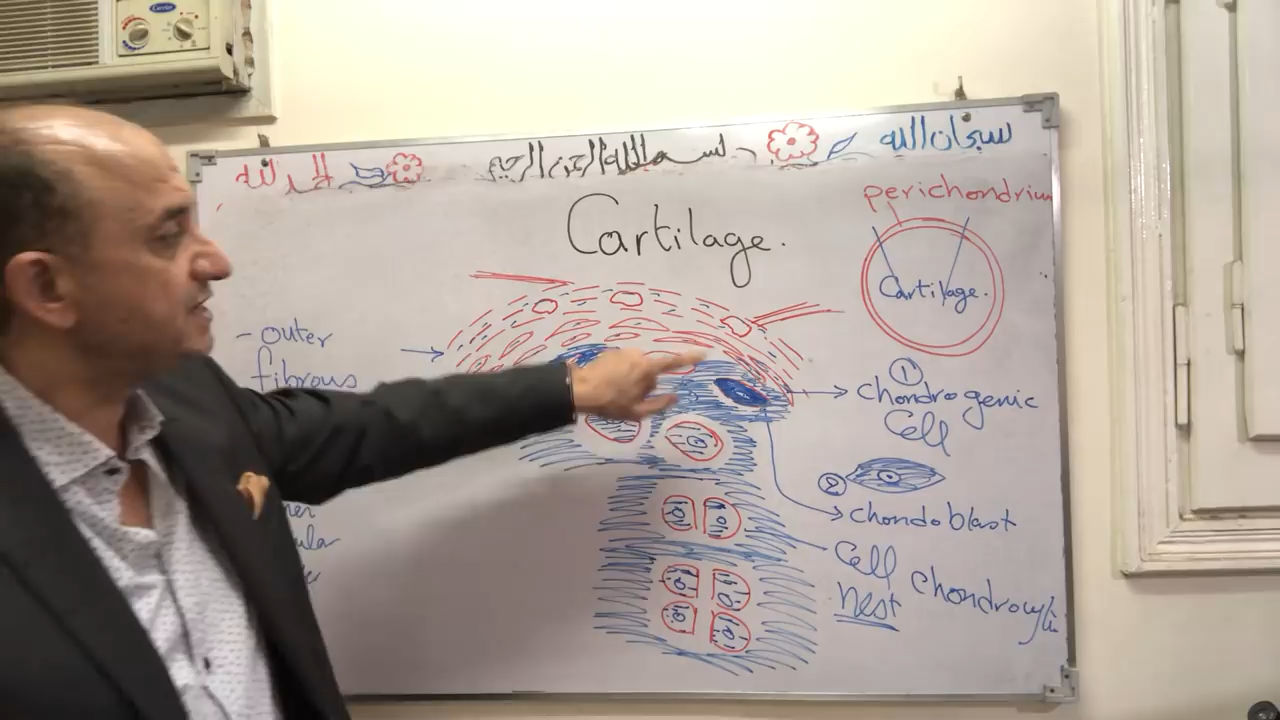 Carrier
الحمد لله بسم الله الرحمن الرحيم سبحان الله
Cartilage.
perichondrium
Cartilage.
- outer
fibrous
①
chondrogenic
Cell
②
chondoblast
Cell
nest
chondrocyte